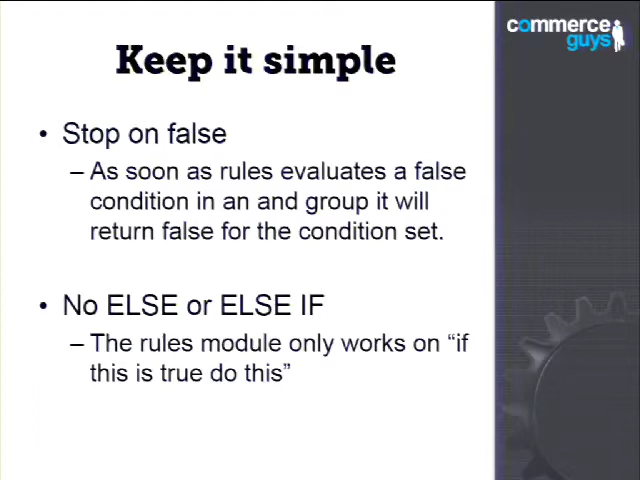 commerce
guys
Keep it simple
• Stop on false
– As soon as rules evaluates a false
condition in an and group it will
return false for the condition set.
• No ELSE or ELSE IF
– The rules module only works on “if
this is true do this”